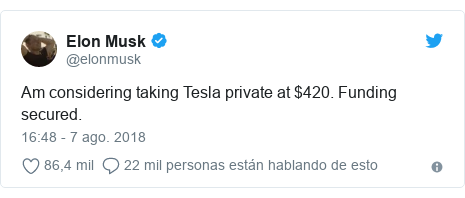 Elon Musk
@elonmusk
Am considering taking Tesla private at $420. Funding
secured.
16:48 - 7 ago. 2018
86,4 mil 22 mil personas están hablando de esto